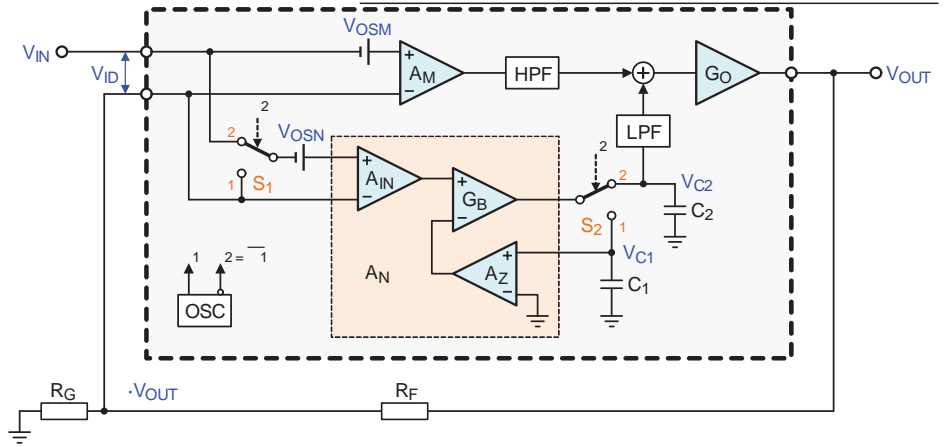 VOSM
VIN
VID
+
−
AM
HPF
+
GO
VOUT
LPF
2
2
VOSN
1
S1
+
−
AIN
+
−
GB
2
2
S2
1
VC2
C2
VC1
C1
+
−
AZ
AN
1
2 = 1
OSC
RG
·VOUT
RF